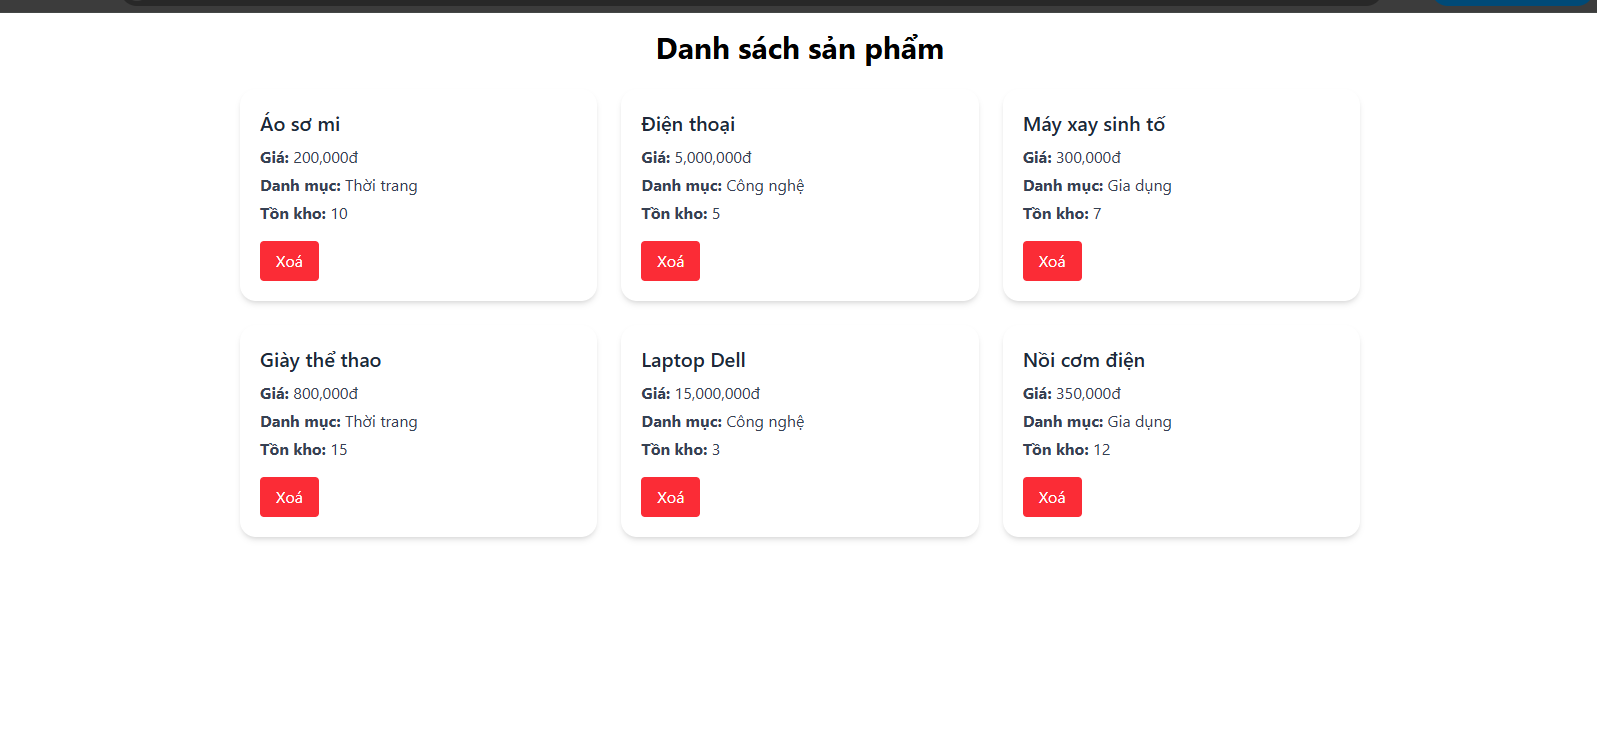 Danh sách sản phẩm
Áo sơ mi
Giá: 200,000đ
Danh mục: Thời trang
Tồn kho: 10
Xoá
Điện thoại
Giá: 5,000,000đ
Danh mục: Công nghệ
Tồn kho: 5
Xoá
Máy xay sinh tố
Giá: 300,000đ
Danh mục: Gia dụng
Tồn kho: 7
Xoá
Giày thể thao
Giá: 800,000đ
Danh mục: Thời trang
Tồn kho: 15
Xoá
Laptop Dell
Giá: 15,000,000đ
Danh mục: Công nghệ
Tồn kho: 3
Xoá
Nồi cơm điện
Giá: 350,000đ
Danh mục: Gia dụng
Tồn kho: 12
Xoá